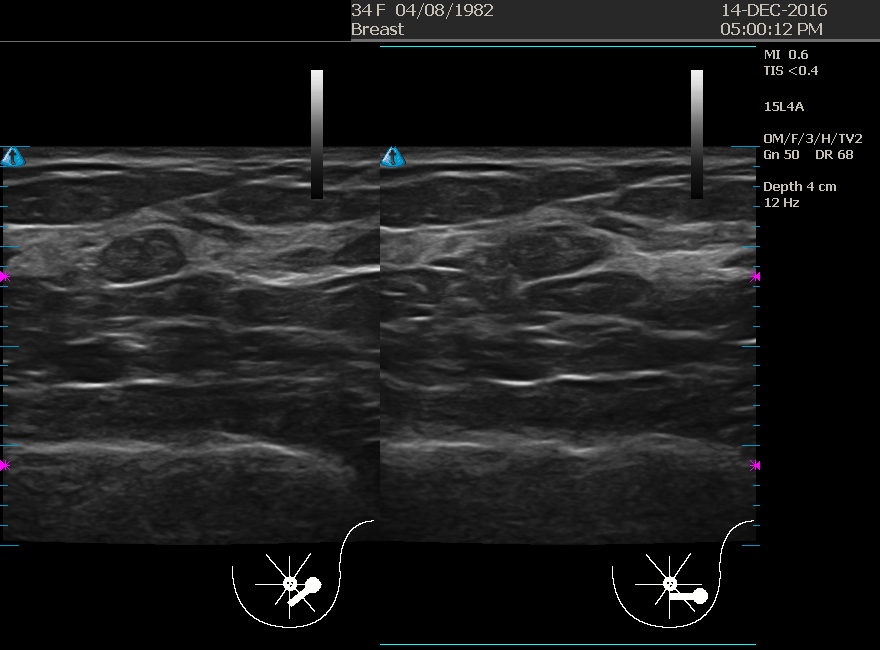 34 F 04/08/1982
14-DEC-2016
Breast
05:00:12 PM
MI 0.6
TIS <0.4
15L4A
OM/F/3/H/TV2
Gn 50 DR 68
Depth 4 cm
12 Hz